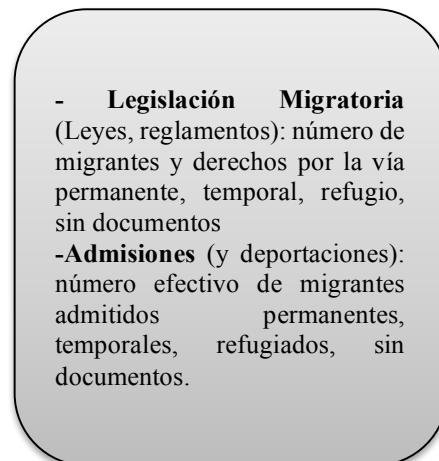 - Legislación Migratoria
(Leyes, reglamentos): número de
migrantes y derechos por la vía
permanente, temporal, refugio,
sin documentos
-Admisiones (y deportaciones):
número efectivo de migrantes
admitidos permanentes,
temporales, refugiados, sin
documentos.